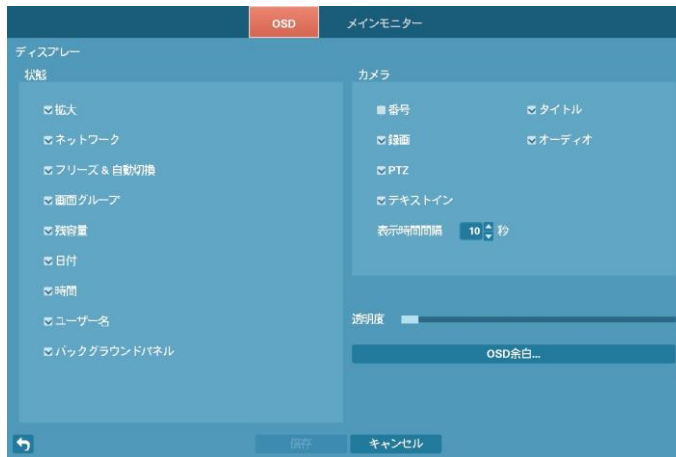 OSD メインモニター
ディスプレー
状態
拡大
ネットワーク
フリーズ & 自動切換
画面グループ
残容量
日付
時間
ユーザー名
バックグラウンドパネル
カメラ
番号 タイトル
録画 オーディオ
PTZ
テキストイン
表示時間間隔 10 秒
透明度
OSD余白...
保存 キャンセル